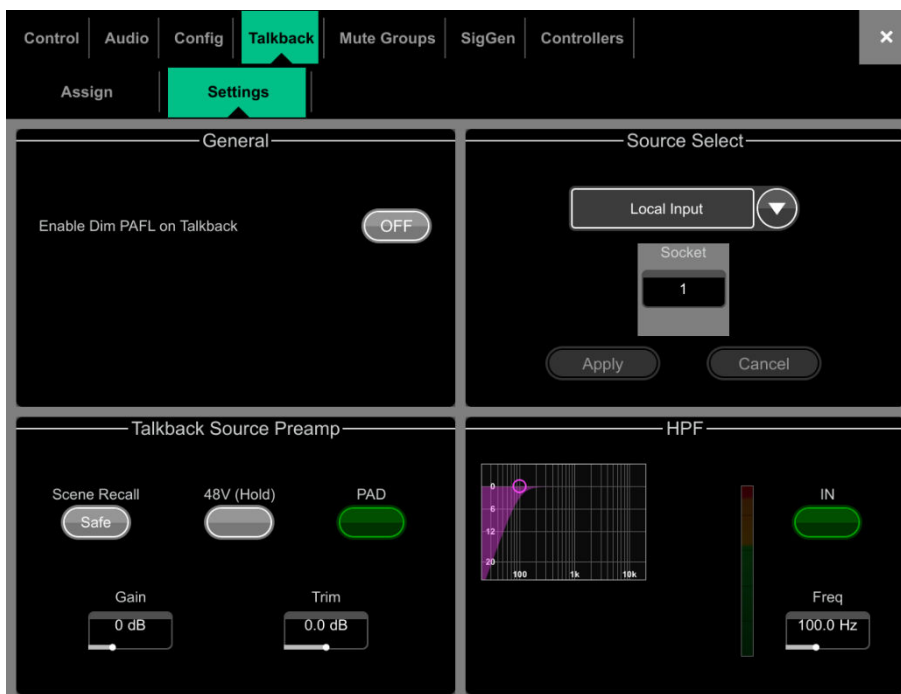 Control Audio Config Talkback Mute Groups SigGen Controllers ×
Assign Settings
General
Enable Dim PAFL on Talkback OFF
Source Select
Local Input
Socket
1
Apply Cancel
Talkback Source Preamp
Scene Recall 48V (Hold) PAD
Safe
Gain Trim
0 dB 0.0 dB
HPF
0
6
12
20
100 1k 10k
IN
Freq
100.0 Hz